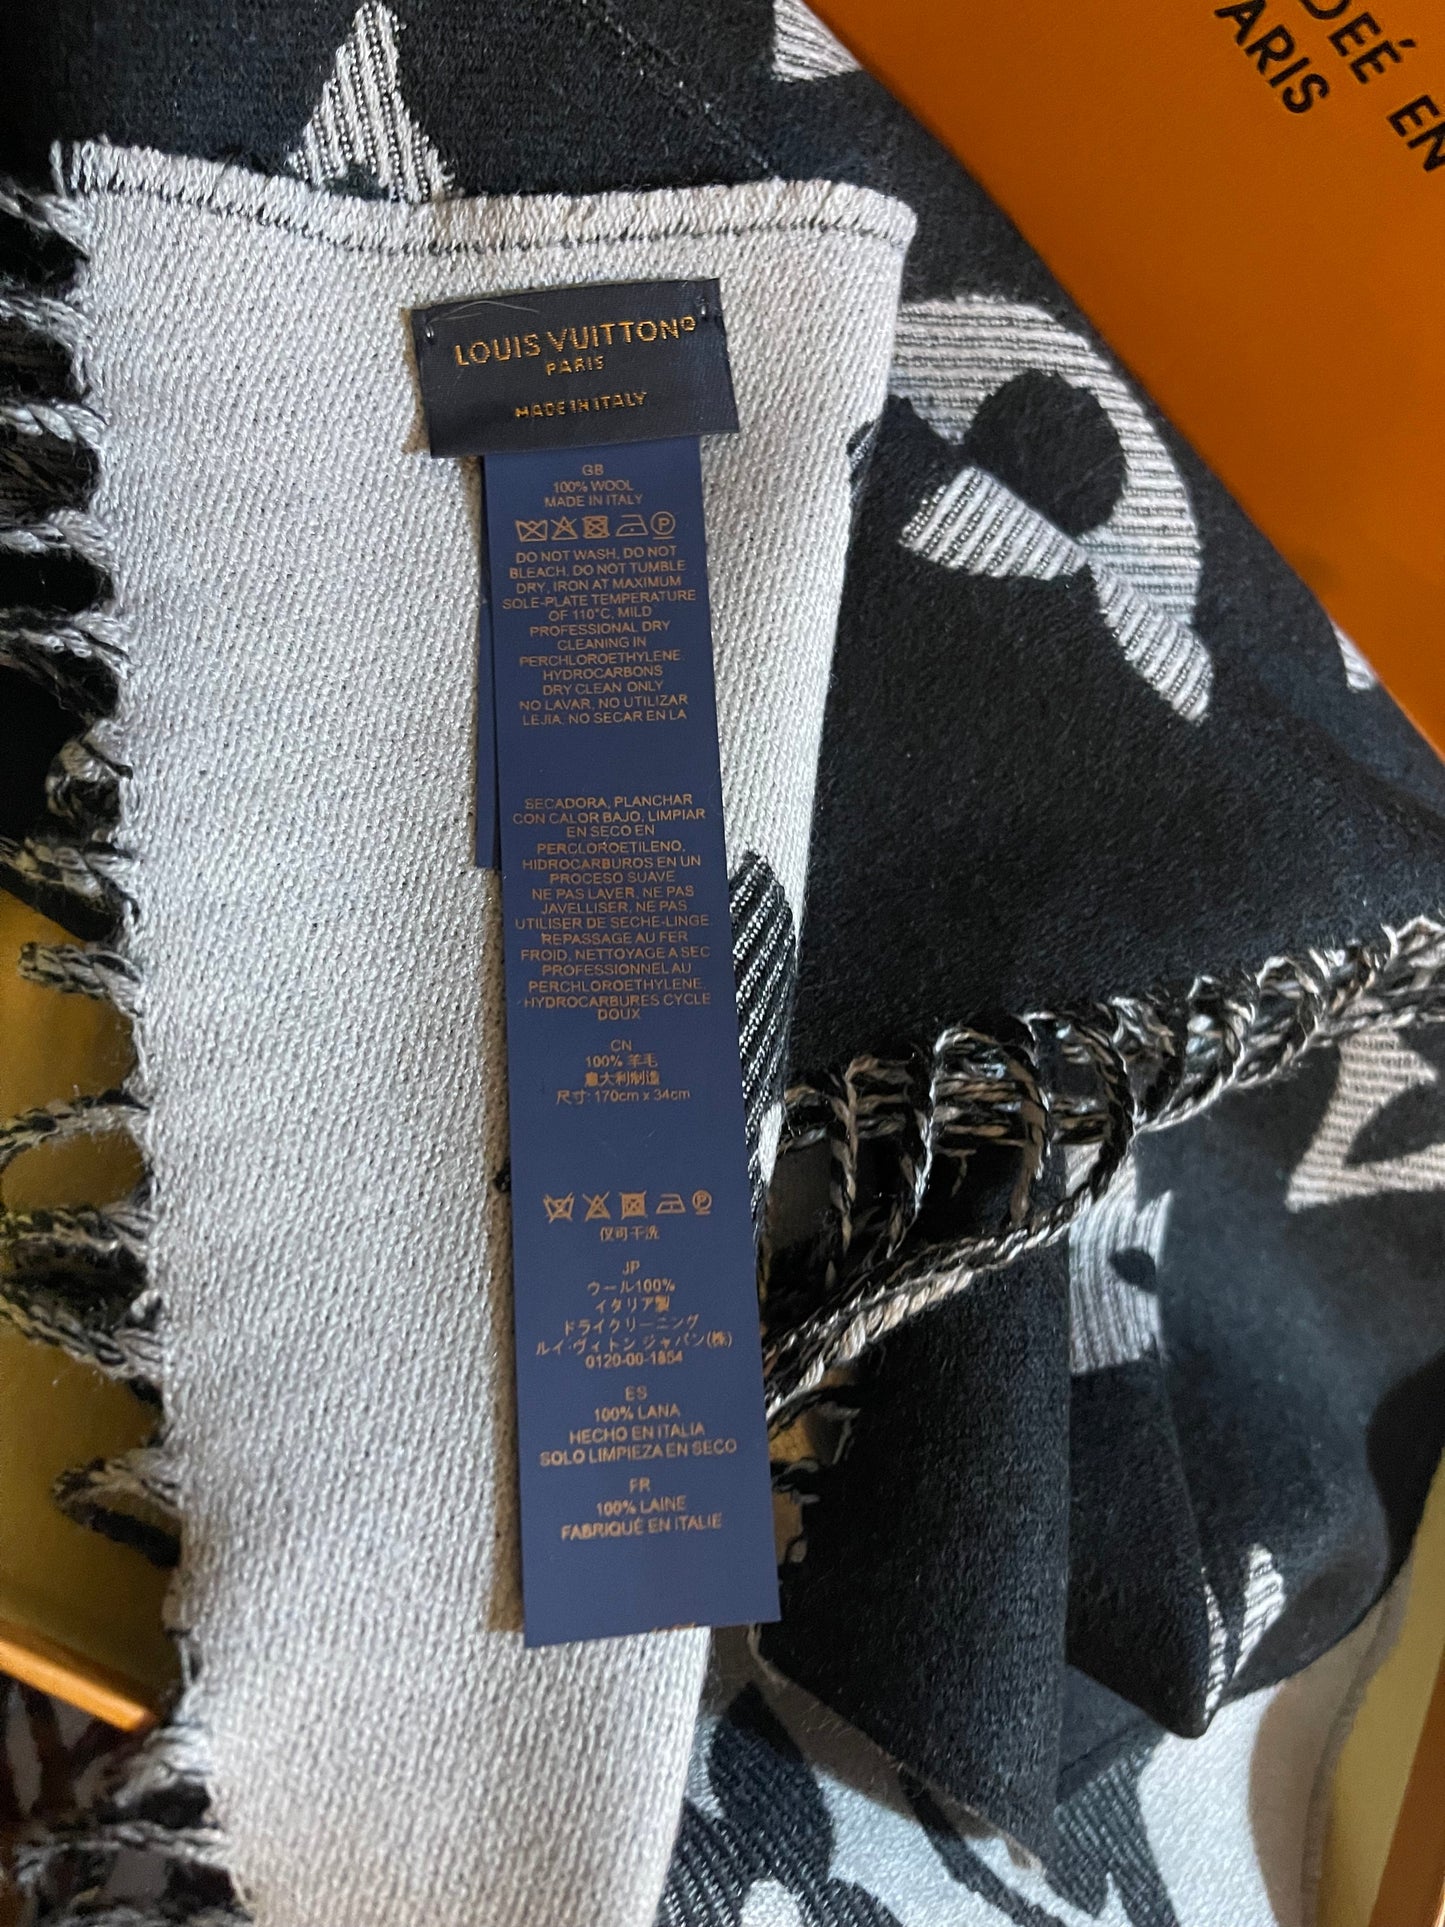 DEÉ EN
ARIS
LOUIS VUITTON®
PARIS
MADE IN ITALY
GB
100% WOOL
MADE IN ITALY
P
DO NOT WASH, DO NOT
BLEACH, DO NOT TUMBLE
DRY, IRON AT MAXIMUM
SOLE-PLATE TEMPERATURE
OF 110°C, MILD
PROFESSIONAL DRY
CLEANING IN
PERCHLOROETHYLENE,
HYDROCARBONS
DRY CLEAN ONLY
NO LAVAR, NO UTILIZAR
LEJIA, NO SECAR EN LA
SECADORA, PLANCHAR
CON CALOR BAJO, LIMPIAR
EN SECO EN
PERCLOROETILENO,
HIDROCARBUROS EN UN
PROCESO SUAVE
NE PAS LAVER, NE PAS
JAVELLISER, NE PAS
UTILISER DE SECHE-LINGE,
REPASSAGE AU FER
FROID, NETTOYAGE A SEC
PROFESSIONNEL AU
PERCHLOROETHYLENE,
HYDROCARBURES CYCLE
DOUX
CN
100% 羊毛
意大利制造
尺寸: 170cm x 34cm
P
仅可干洗
JP
ウール100%
イタリア製
ドライクリーニング
ルイ·ヴィトン ジャパン(株)
0120-00-1854
ES
100% LANA
HECHO EN ITALIA
SOLO LIMPIEZA EN SECO
FR
100% LAINE
FABRIQUÉ EN ITALIE